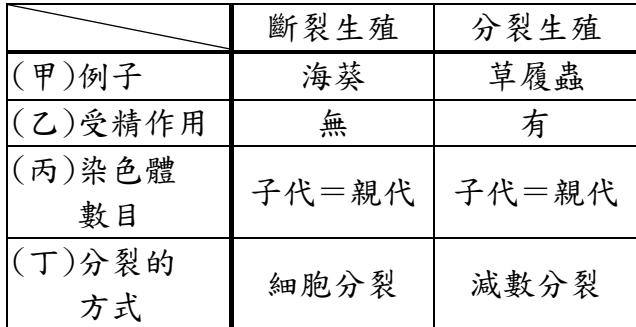 斷裂生殖 分裂生殖
(甲)例子 海葵 草履蟲
(乙)受精作用 無 有
(丙)染色體
數目 子代＝親代 子代＝親代
(丁)分裂的
方式 細胞分裂 減數分裂